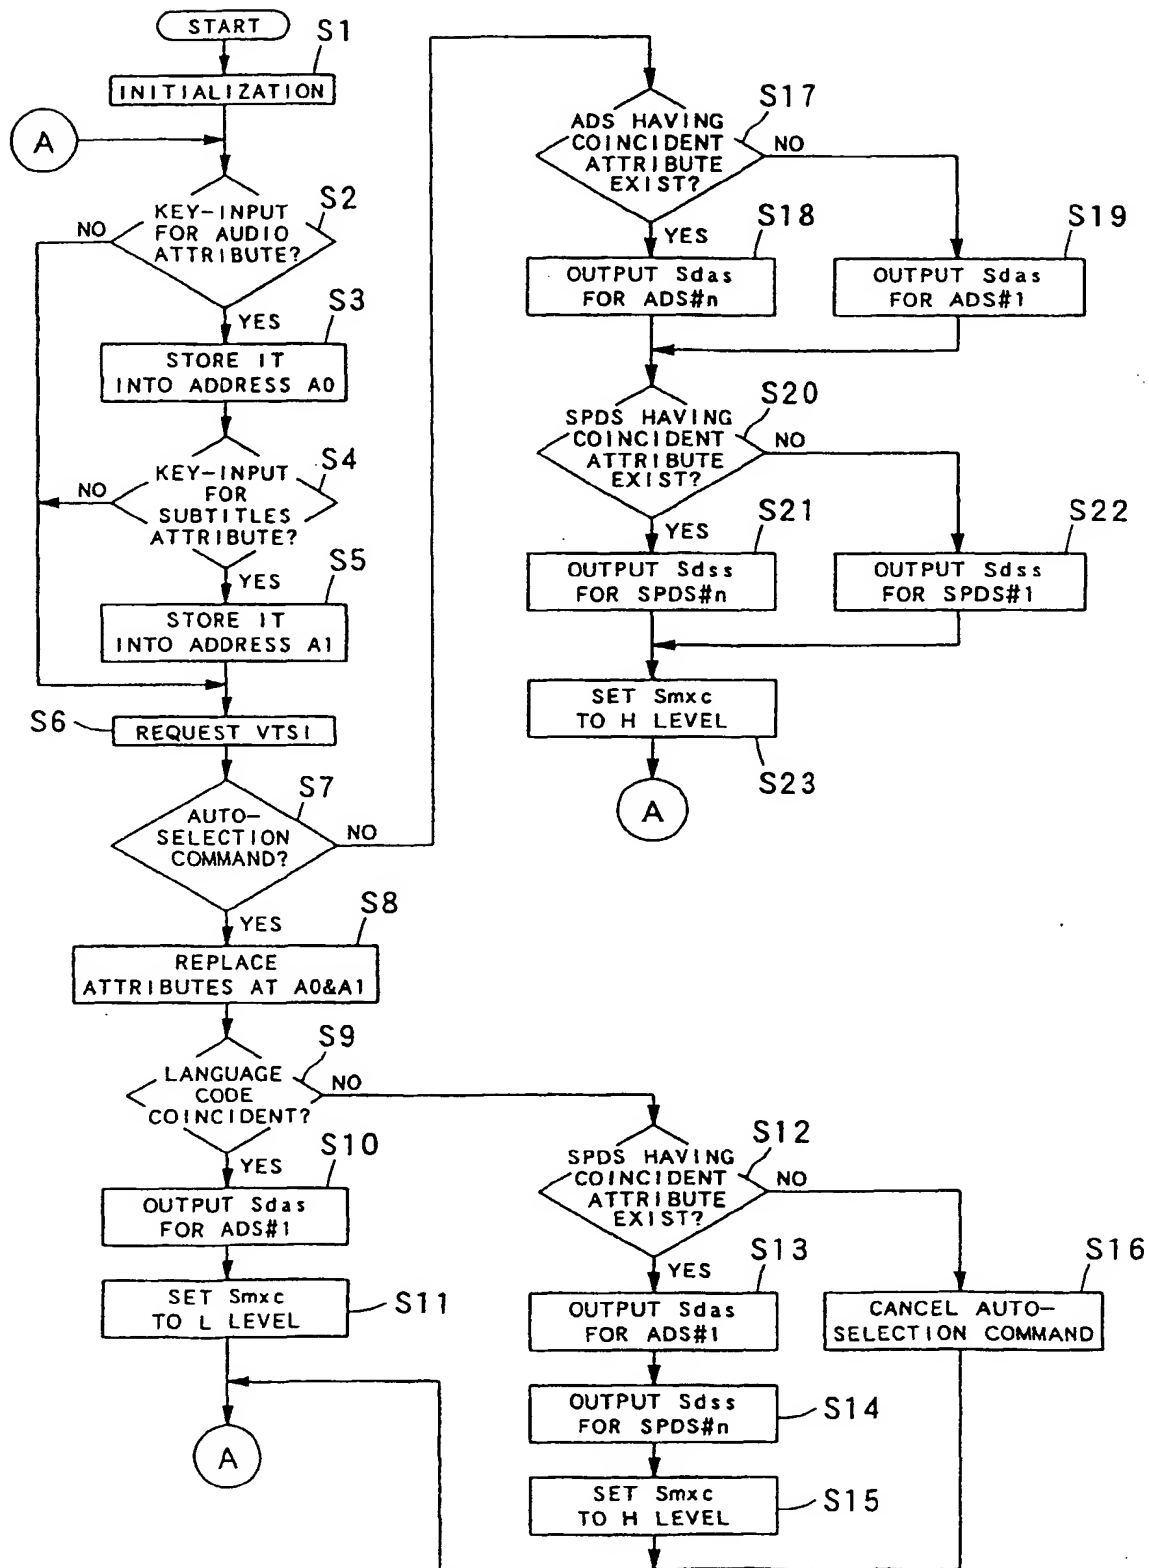 START
S1
INITIALIZATION
A
S2
KEY-INPUT
FOR AUDIO
ATTRIBUTE?
NO
YES
S3
STORE IT
INTO ADDRESS A0
S4
KEY-INPUT
FOR
SUBTITLES
ATTRIBUTE?
NO
YES
S5
STORE IT
INTO ADDRESS A1
S6
REQUEST VTSI
S7
AUTO-
SELECTION
COMMAND?
NO
YES
S8
REPLACE
ATTRIBUTES AT A0&A1
S9
LANGUAGE
CODE
COINCIDENT?
NO
YES
S10
OUTPUT Sdas
FOR ADS#1
SET Smxc
TO L LEVEL
S11
A
S12
SPDS HAVING
COINCIDENT
ATTRIBUTE
EXIST?
NO
YES
S13
OUTPUT Sdas
FOR ADS#1
OUTPUT Sdss
FOR SPDS#n
S14
SET Smxc
TO H LEVEL
S15
S16
CANCEL AUTO-
SELECTION COMMAND
S17
ADS HAVING
COINCIDENT
ATTRIBUTE
EXIST?
NO
YES
S18
OUTPUT Sdas
FOR ADS#n
S19
OUTPUT Sdas
FOR ADS#1
S20
SPDS HAVING
COINCIDENT
ATTRIBUTE
EXIST?
NO
YES
S21
OUTPUT Sdss
FOR SPDS#n
S22
OUTPUT Sdss
FOR SPDS#1
SET Smxc
TO H LEVEL
S23
A